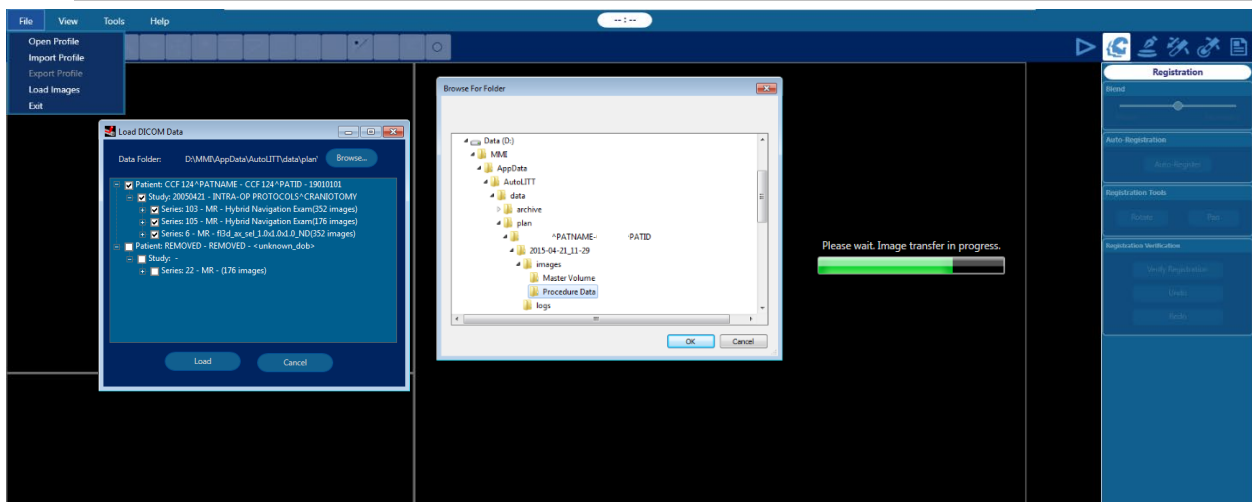 File View Tools Help
-- : --
Open Profile
Import Profile
Export Profile
Load Images
Exit
Load DICOM Data
Data Folder: D:\MMI\AppData\AutoLITT\data\plan\ Browse...
Patient: CCF124^PATNAME - CCF124^PATID - 19010101
Study: 20050421 - INTRA-OP PROTOCOLS^CRANIOTOMY
Series: 103 - MR - Hybrid Navigation Exam(352 images)
Series: 105 - MR - Hybrid Navigation Exam(176 images)
Series: 6 - MR - fl3d_ax_sel_1.0x1.0x1.0_ND(352 images)
Patient: REMOVED - REMOVED - <unknown_dob>
Study: -
Series: 22 - MR - (176 images)
Load Cancel
Browse For Folder
Data (D:)
MMI
AppData
AutoLITT
data
archive
plan
^PATNAME- -PATID
2015-04-21_11-29
images
Master Volume
Procedure Data
logs
OK Cancel
Please wait. Image transfer in progress.
Registration
Blend
Auto-Registration
Auto-Register
Registration Tools
Rotate Pan
Registration Verification
Verify Registration
Undo
Redo